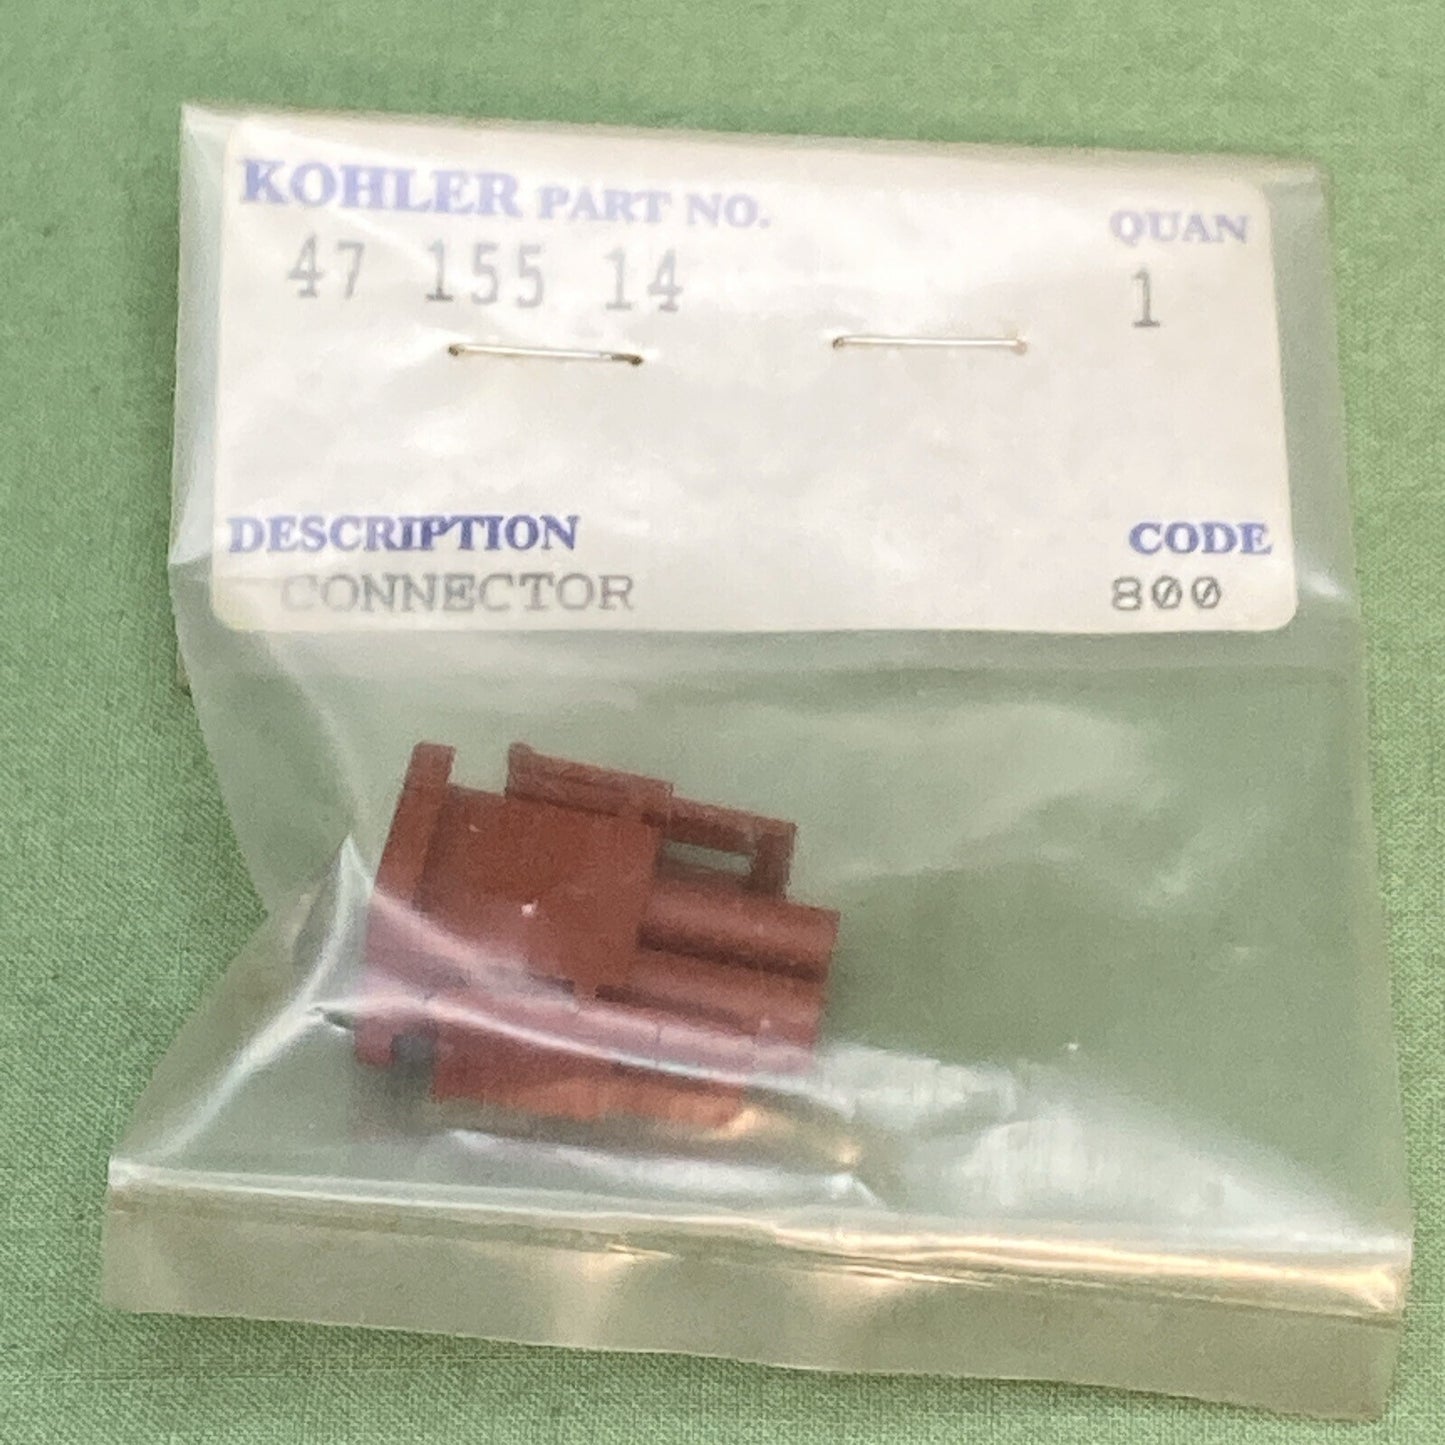 KOHLER PART NO. QUAN
47 155 14 1
DESCRIPTION CODE
CONNECTOR 800